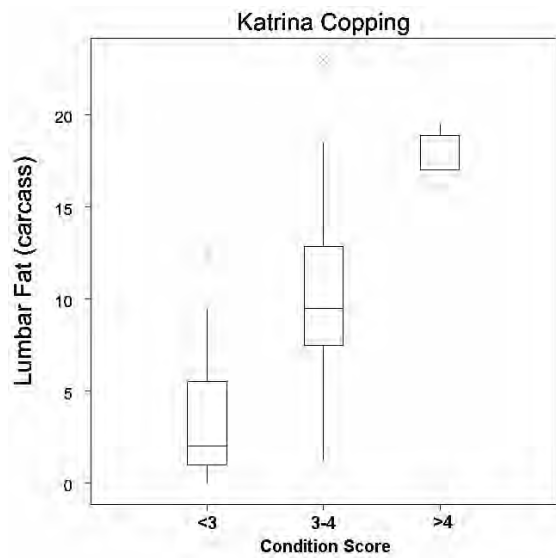 Katrina Copping
Lumbar Fat (carcass)
20
15
10
5
0
<3
3-4
>4
Condition Score